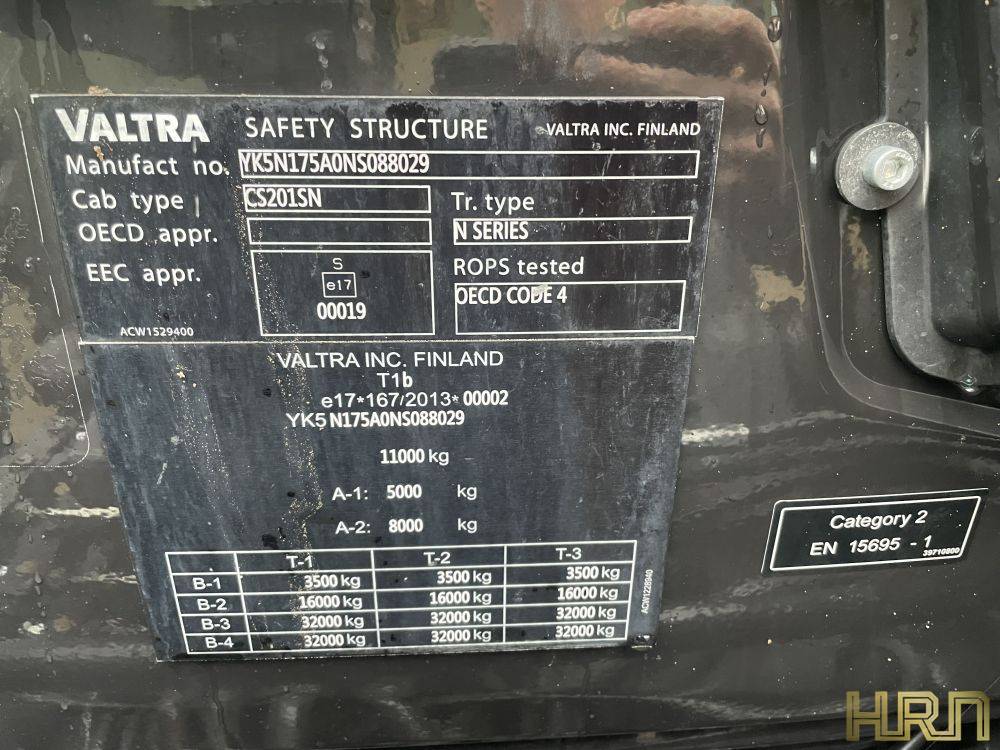 VALTRA SAFETY STRUCTURE VALTRA INC. FINLAND
Manufact no. YK5N175A0NS088029
Cab type CS201SN Tr. type
OECD appr. N SERIES
EEC appr. S ROPS tested
e17 OECD CODE 4
00019
ACW1529400
VALTRA INC. FINLAND
T1b
e17*167/2013*00002
YK5N175A0NS088029
11000 kg
A-1: 5000 kg
A-2: 8000 kg
T-1 T-2 T-3
B-1 3500 kg 3500 kg 3500 kg
B-2 16000 kg 16000 kg 16000 kg
B-3 32000 kg 32000 kg 32000 kg
B-4 32000 kg 32000 kg 32000 kg
ACW1228940
Category 2
EN 15695 - 1
39710800
HRN